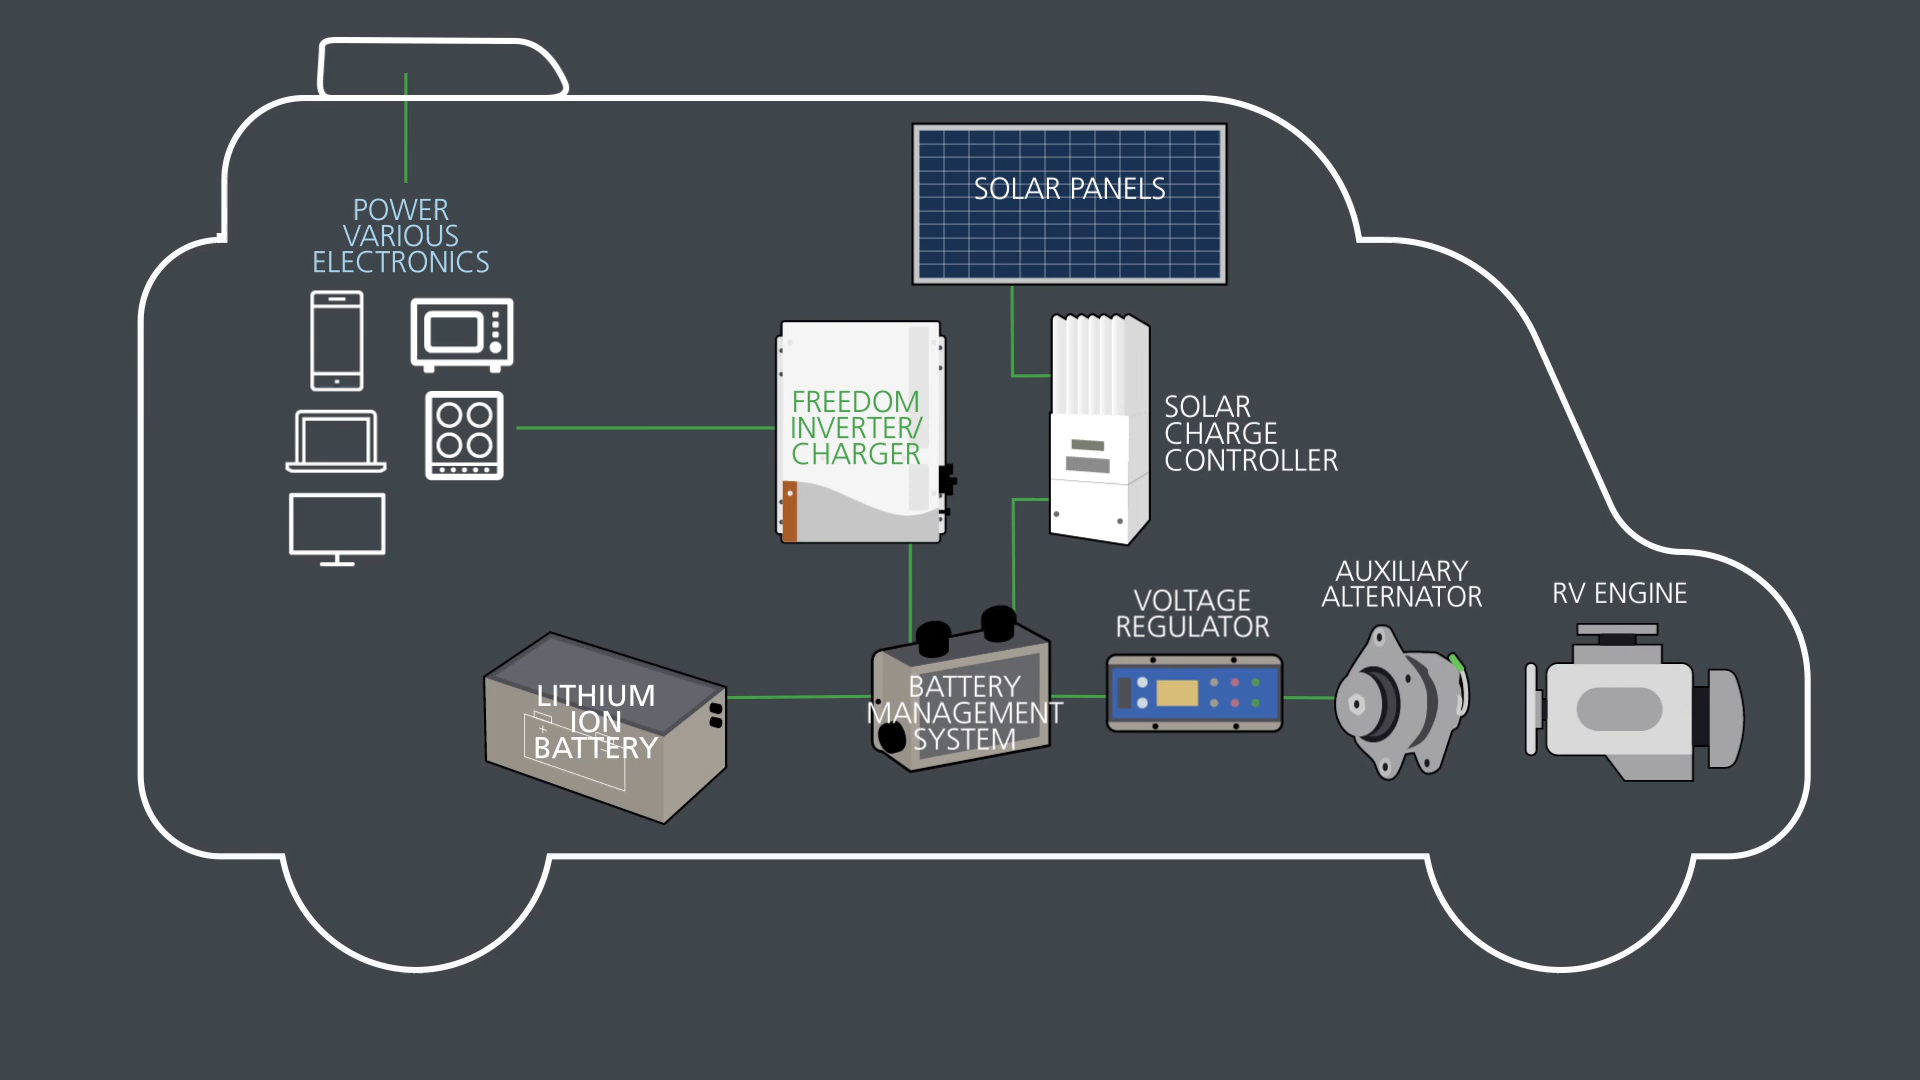 SOLAR PANELS
POWER
VARIOUS
ELECTRONICS
FREEDOM
INVERTER/
CHARGER
SOLAR
CHARGE
CONTROLLER
AUXILIARY
ALTERNATOR
RV ENGINE
VOLTAGE
REGULATOR
LITHIUM
ION
BATTERY
BATTERY
MANAGEMENT
SYSTEM